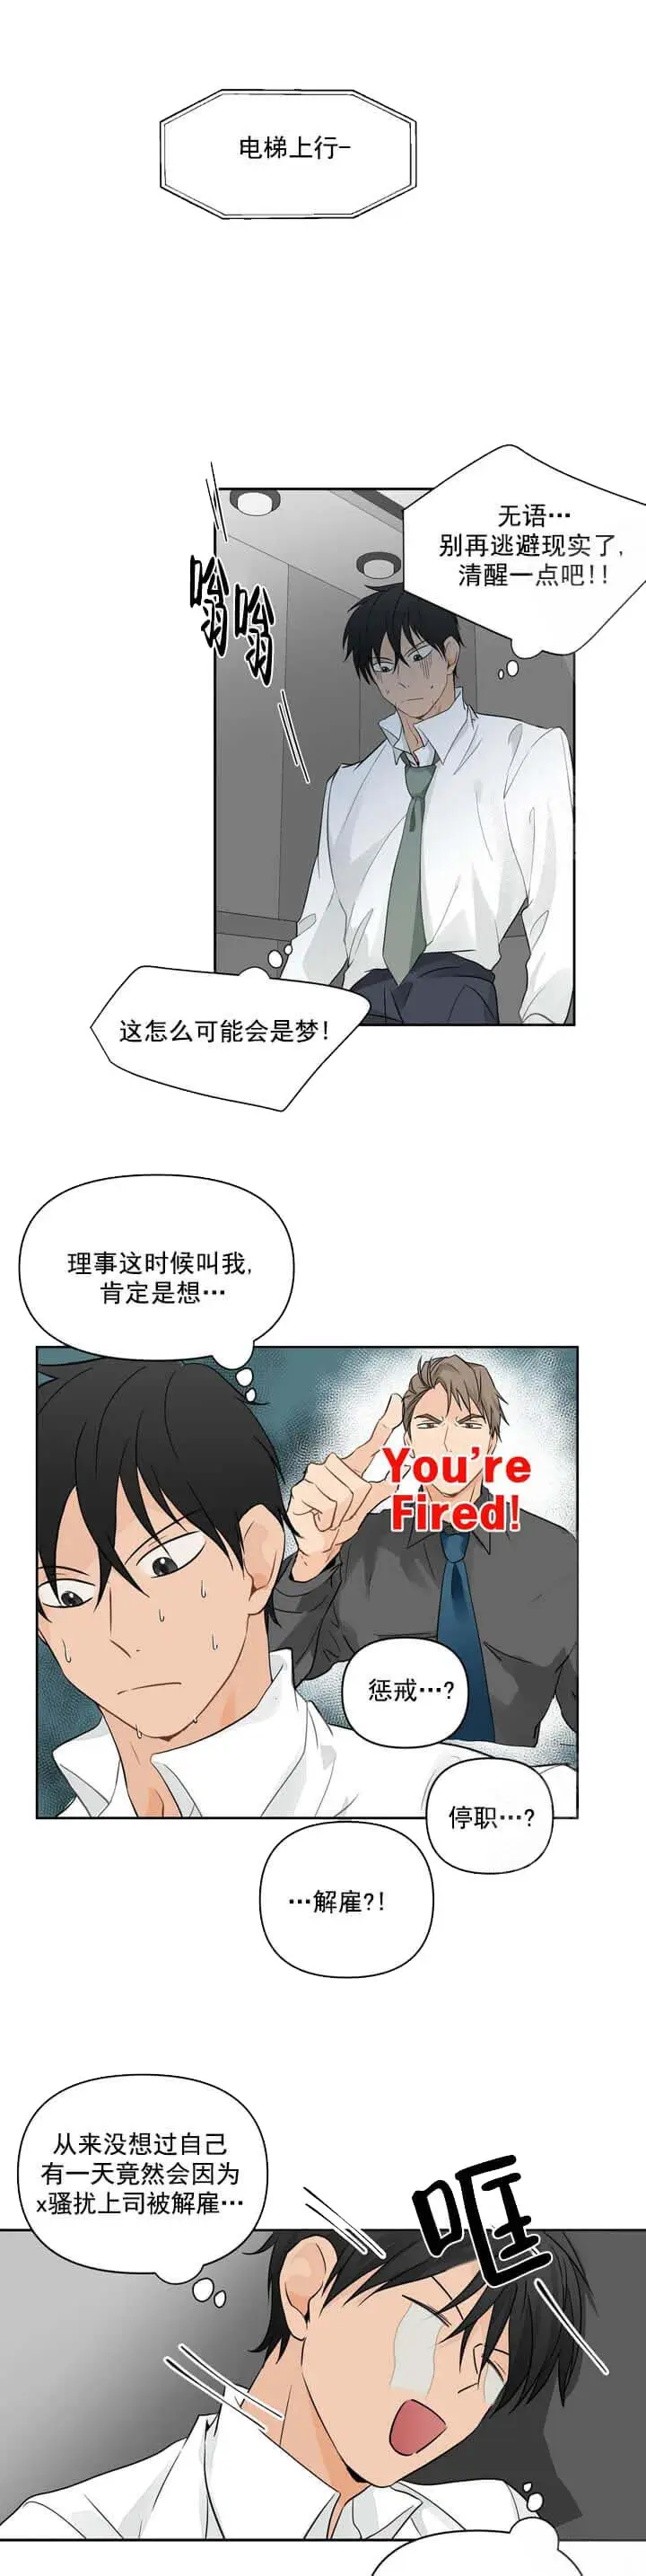 电梯上行-
无语…
别再逃避现实了,
清醒一点吧!!
嗡嗡
这怎么可能会是梦!
理事这时候叫我,
肯定是想…
You're
Fired!
惩戒…?
停职…?
…解雇?!
从来没想过自己
有一天竟然会因为
x骚扰上司被解雇…
哐